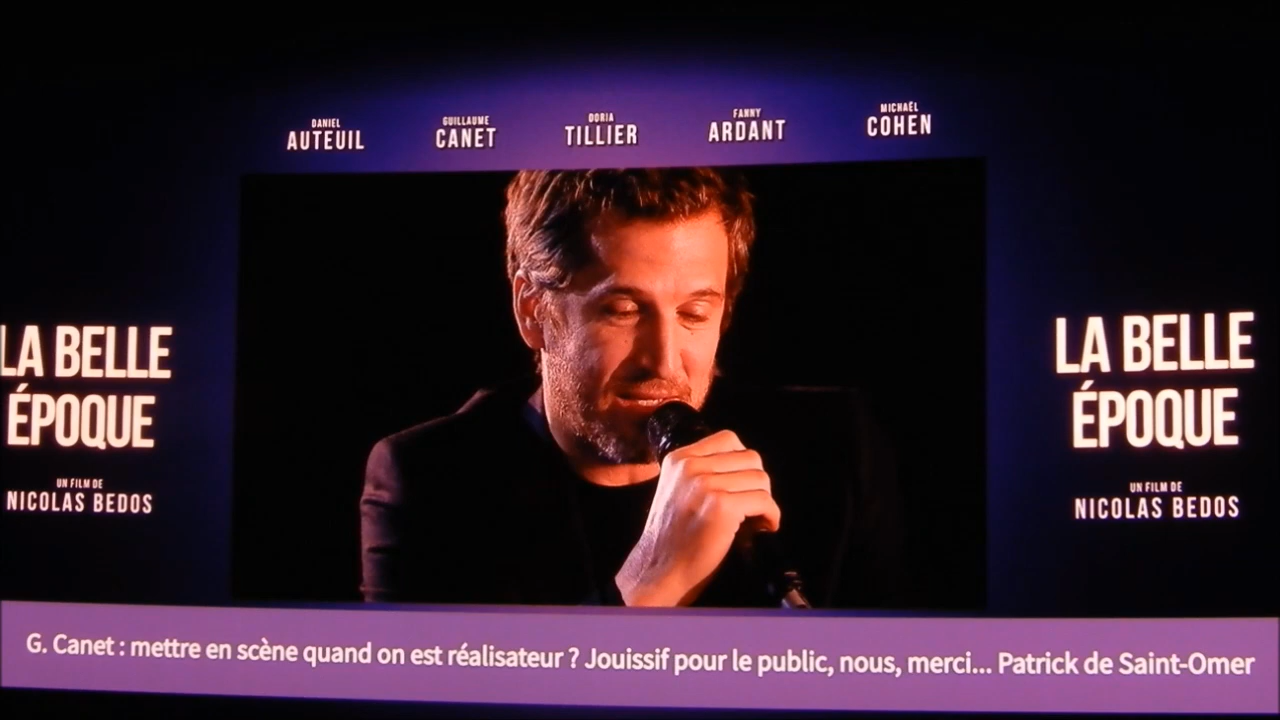 DANIEL
AUTEUIL
GUILLAUME
CANET
DORIA
TILLIER
FANNY
ARDANT
MICHAËL
COHEN
LA BELLE
ÉPOQUE
UN FILM DE
NICOLAS BEDOS
LA BELLE
ÉPOQUE
UN FILM DE
NICOLAS BEDOS
G. Canet : mettre en scène quand on est réalisateur ? Jouissif pour le public, nous, merci... Patrick de Saint-Omer